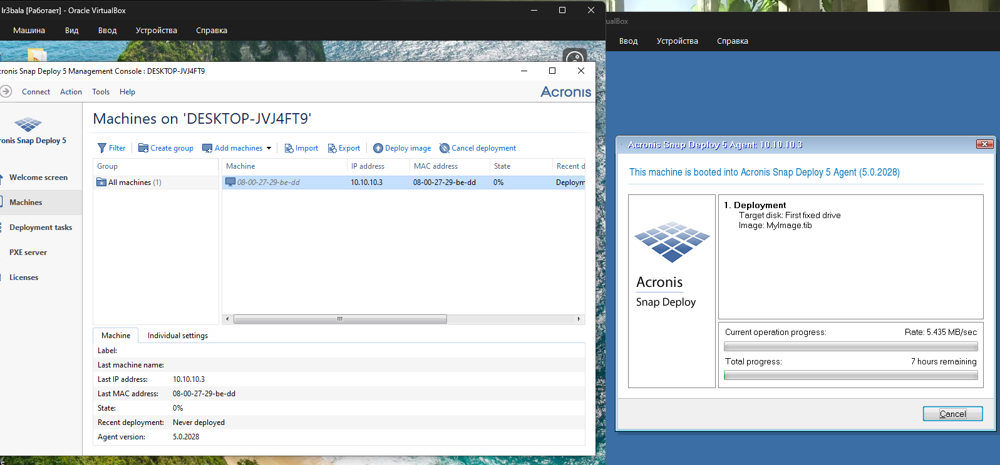 Ir3bala [Работает] - Oracle VirtualBox
Машина Вид Ввод Устройства Справка
cronis Snap Deploy 5 Management Console : DESKTOP-JVJ4FT9
Connect Action Tools Help
Acronis
ronis Snap Deploy 5
Welcome screen
Machines
Deployment tasks
PXE server
Licenses
Machines on 'DESKTOP-JVJ4FT9'
Filter Create group Add machines Import Export Deploy image Cancel deployment
Group
All machines (1)
Machine IP address MAC address State Recent d
08-00-27-29-be-dd 10.10.10.3 08-00-27-29-be-dd 0% Deploym
Machine Individual settings
Label:
Last machine name:
Last IP address: 10.10.10.3
Last MAC address: 08-00-27-29-be-dd
State: 0%
Recent deployment: Never deployed
Agent version: 5.0.2028
e
ualBox
Ввод Устройства Справка
Acronis Snap Deploy 5 Agent: 10.10.10.3
This machine is booted into Acronis Snap Deploy 5 Agent (5.0.2028)
Acronis
Snap Deploy
1. Deployment
Target disk: First fixed drive
Image: MyImage.tib
Current operation progress: Rate: 5.435 MB/sec
Total progress: 7 hours remaining
Cancel